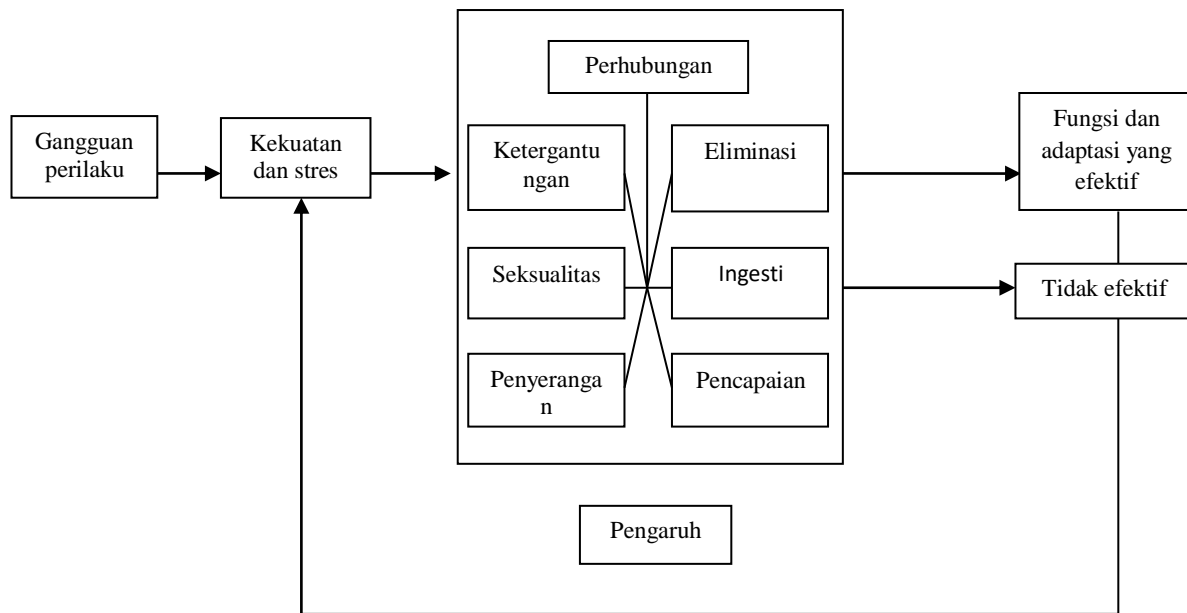 Perhubungan
Gangguan
perilaku
Kekuatan
dan stres
Ketergantu
ngan
Eliminasi
Fungsi dan
adaptasi yang
efektif
Seksualitas
Ingesti
Tidak efektif
Penyeranga
n
Pencapaian
Pengaruh